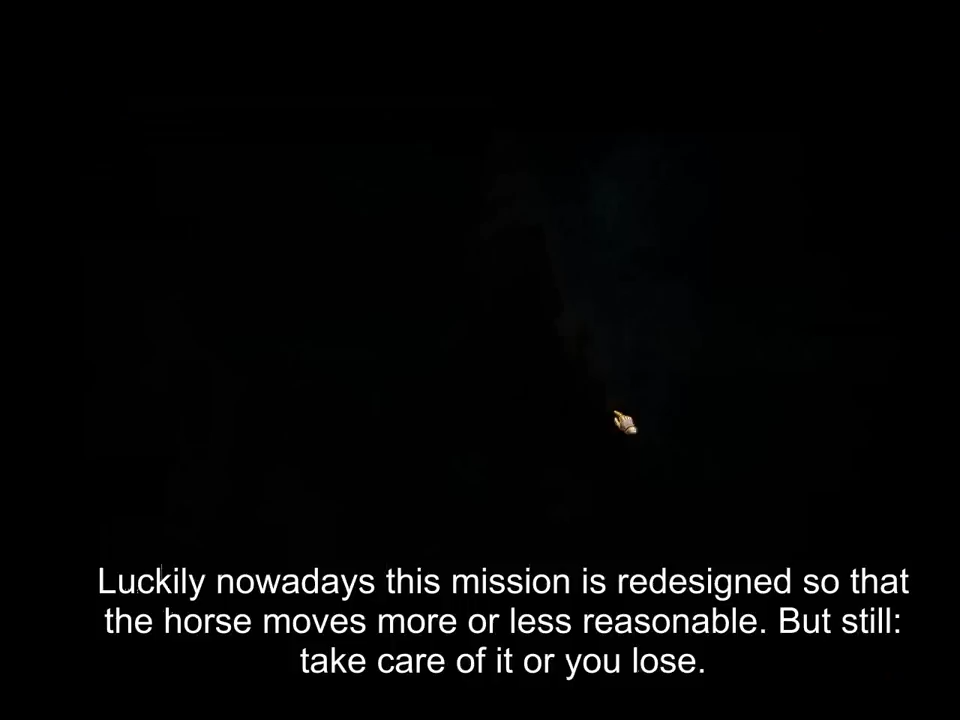 Luckily nowadays this mission is redesigned so that
the horse moves more or less reasonable. But still:
take care of it or you lose.